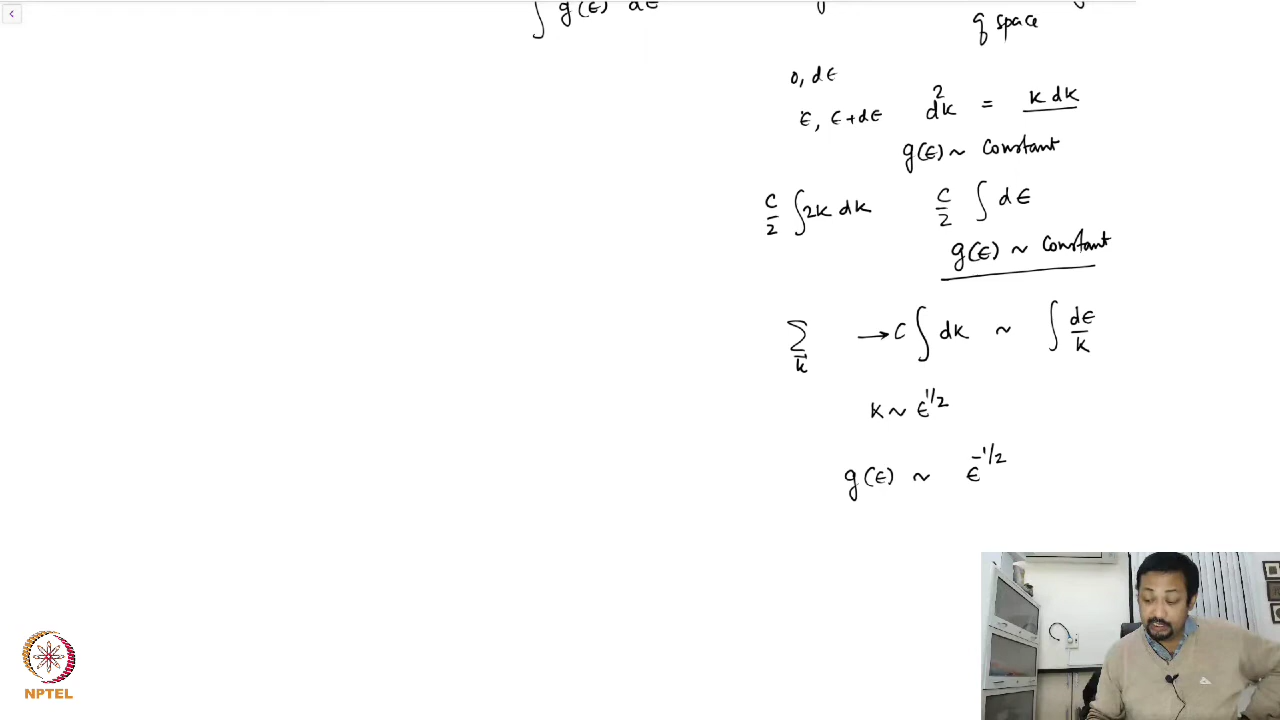 ∫ g(ϵ) dϵ
q space
0, dϵ
ϵ, ϵ+dϵ d²k = k dk
g(ϵ) ~ constant
C/2 ∫ 2k dk C/2 ∫ dϵ
g(ϵ) ~ constant
∑_k → C ∫ dk ~ ∫ dϵ/k
k ~ ϵ^1/2
g(ϵ) ~ ϵ^-1/2
NPTEL